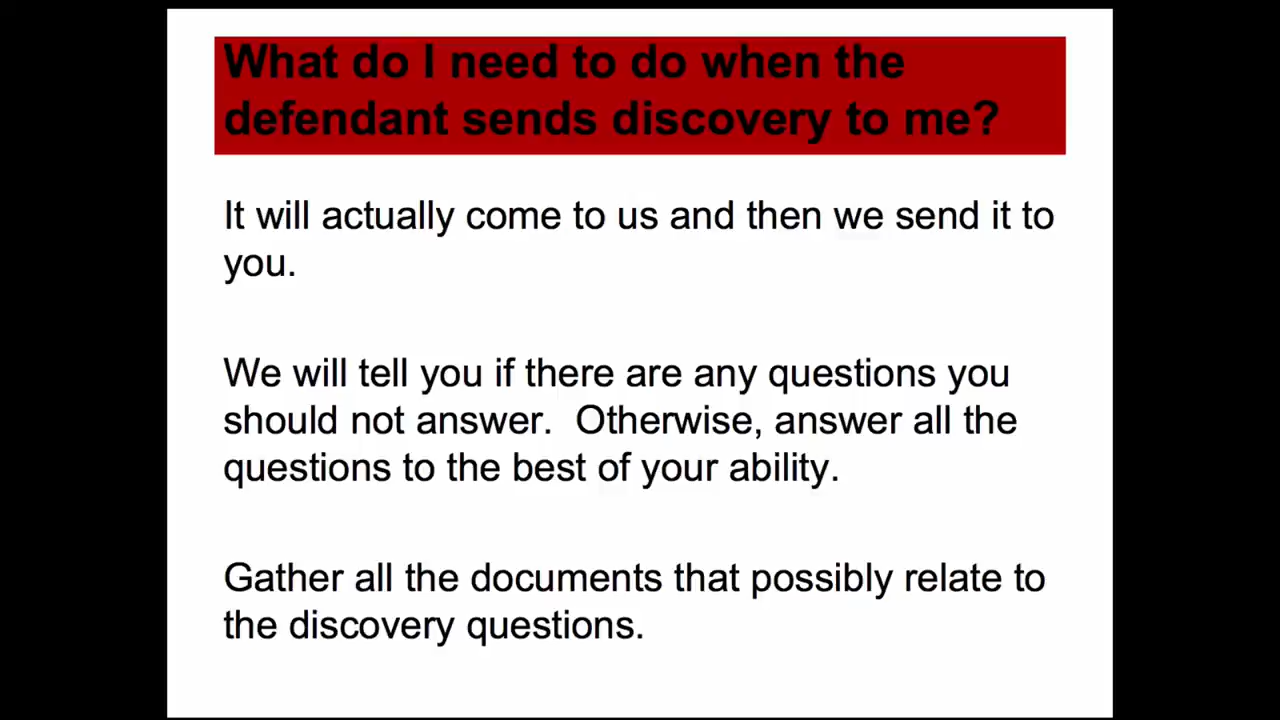 What do I need to do when the
defendant sends discovery to me?
It will actually come to us and then we send it to
you.
We will tell you if there are any questions you
should not answer.  Otherwise, answer all the
questions to the best of your ability.
Gather all the documents that possibly relate to
the discovery questions.